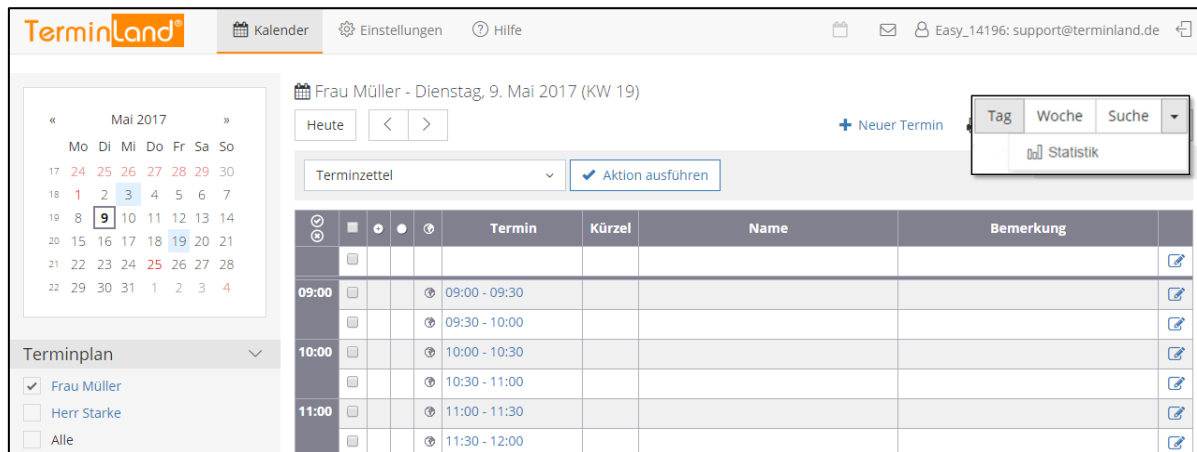 TerminLand®
Kalender
Einstellungen
Hilfe
Easy_14196: support@terminland.de
« Mai 2017 »
Mo Di Mi Do Fr Sa So
17 24 25 26 27 28 29 30
18 1 2 3 4 5 6 7
19 8 9 10 11 12 13 14
20 15 16 17 18 19 20 21
21 22 23 24 25 26 27 28
22 29 30 31 1 2 3 4
Terminplan
Frau Müller
Herr Starke
Alle
Frau Müller - Dienstag, 9. Mai 2017 (KW 19)
Heute < >
+ Neuer Termin
Tag Woche Suche
Statistik
Terminzettel
Aktion ausführen
Termin Kürzel Name Bemerkung
09:00 09:00 - 09:30
09:30 - 10:00
10:00 10:00 - 10:30
10:30 - 11:00
11:00 11:00 - 11:30
11:30 - 12:00